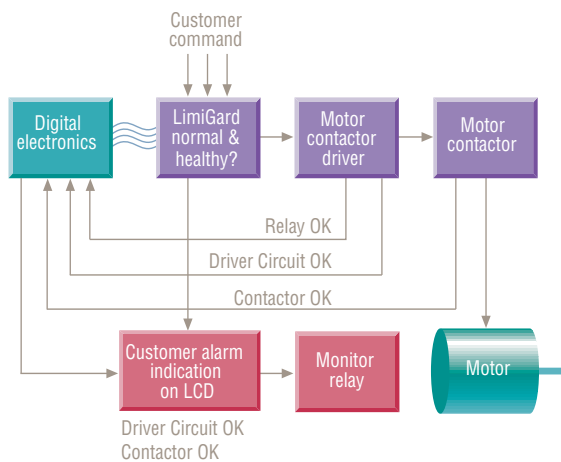 Customer
command
Digital
electronics
LimiGard
normal &
healthy?
Motor
contactor
driver
Motor
contactor
Relay OK
Driver Circuit OK
Contactor OK
Customer alarm
indication
on LCD
Monitor
relay
Motor
Driver Circuit OK
Contactor OK